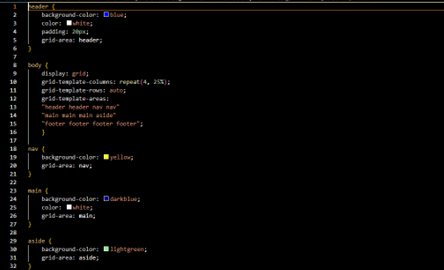 1 header {
2 background-color: blue;
3 color: white;
4 padding: 20px;
5 grid-area: header;
6 }
7
8 body {
9 display: grid;
10 grid-template-columns: repeat(4, 25%);
11 grid-template-rows: auto;
12 grid-template-areas:
13 "header header nav nav"
14 "main main main aside"
15 "footer footer footer footer";
16 }
17
18 nav {
19 background-color: yellow;
20 grid-area: nav;
21 }
22
23 main {
24 background-color: darkblue;
25 color: white;
26 grid-area: main;
27 }
28
29 aside {
30 background-color: lightgreen;
31 grid-area: aside;
32 }